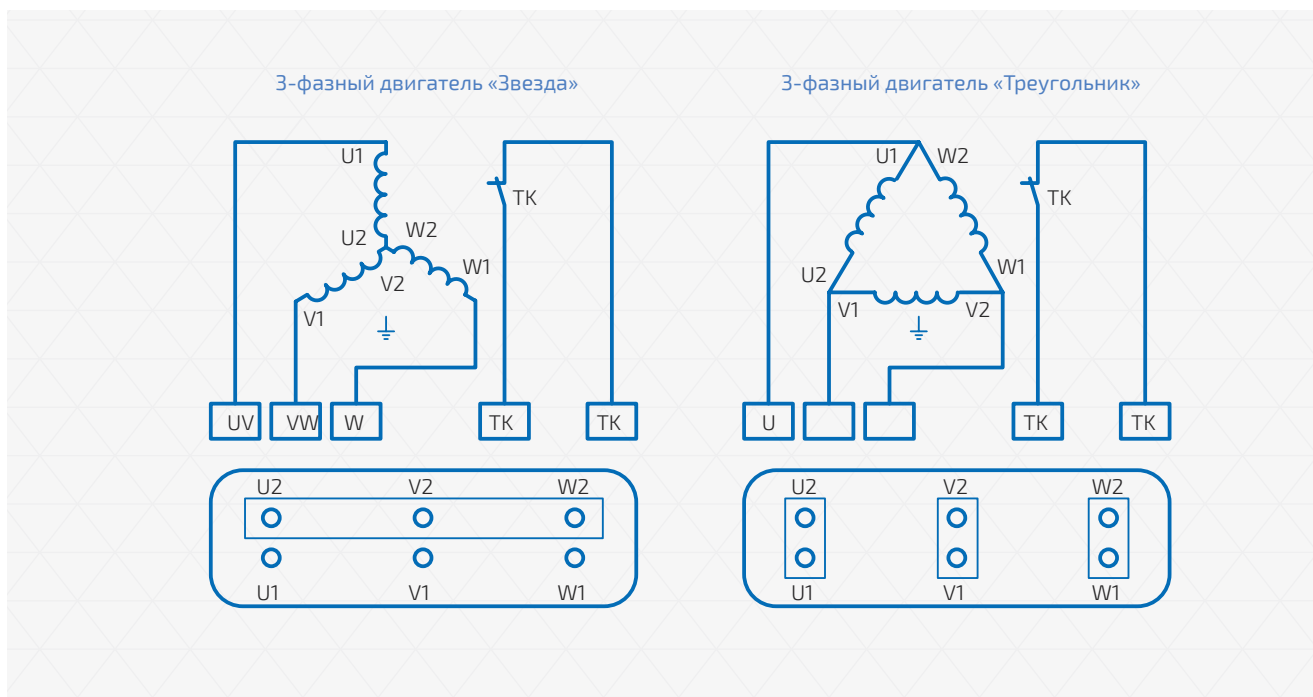 3-фазный двигатель «Звезда»
3-фазный двигатель «Треугольник»
U1
TK
U2
W2
V2
W1
V1
UV
VW
W
TK
TK
U1
W2
TK
U2
W1
V1
V2
U
TK
TK
U2 V2 W2
U1 V1 W1
U2 V2 W2
U1 V1 W1